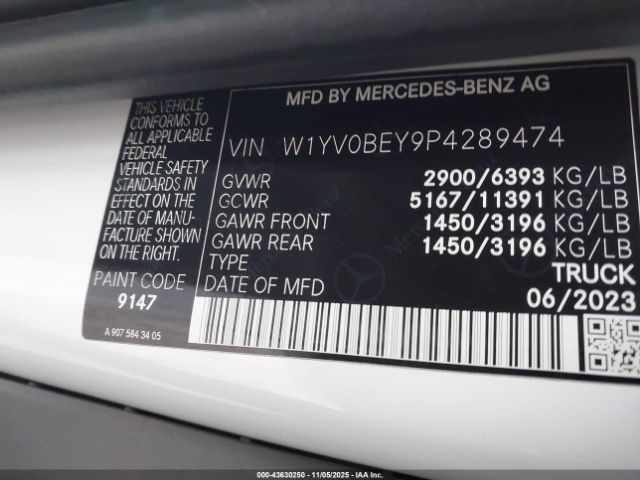 MFD BY MERCEDES-BENZ AG
THIS VEHICLE
CONFORMS TO
ALL APPLICABLE
FEDERAL
VEHICLE SAFETY
STANDARDS IN
EFFECT ON THE
DATE OF MANU-
FACTURE SHOWN
ON THE RIGHT.
PAINT CODE
9147
A 907 584 34 05
VIN W1YV0BEY9P4289474
GVWR 2900/6393 KG/LB
GCWR 5167/11391 KG/LB
GAWR FRONT 1450/3196 KG/LB
GAWR REAR 1450/3196 KG/LB
TYPE TRUCK
DATE OF MFD 06/2023
Mercedes-Benz
000-43630250 - 11/05/2025 - © IAA Inc.